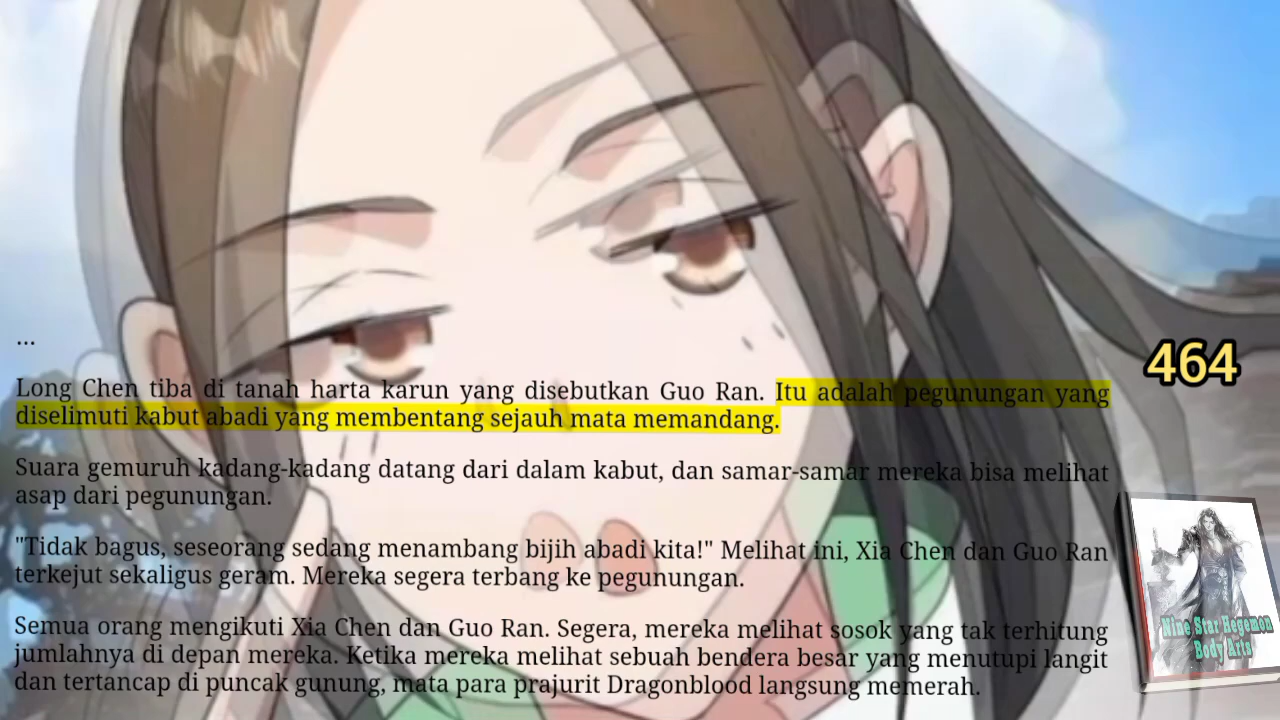 ...
Long Chen tiba di tanah harta karun yang disebutkan Guo Ran. Itu adalah pegunungan yang
diselimuti kabut abadi yang membentang sejauh mata memandang.
Suara gemuruh kadang-kadang datang dari dalam kabut, dan samar-samar mereka bisa melihat
asap dari pegunungan.
"Tidak bagus, seseorang sedang menambang bijih abadi kita!" Melihat ini, Xia Chen dan Guo Ran
terkejut sekaligus geram. Mereka segera terbang ke pegunungan.
Semua orang mengikuti Xia Chen dan Guo Ran. Segera, mereka melihat sosok yang tak terhitung
jumlahnya di depan mereka. Ketika mereka melihat sebuah bendera besar yang menutupi langit
dan tertancap di puncak gunung, mata para prajurit Dragonblood langsung memerah.
464
Nine Star Hegemon
Body Arts